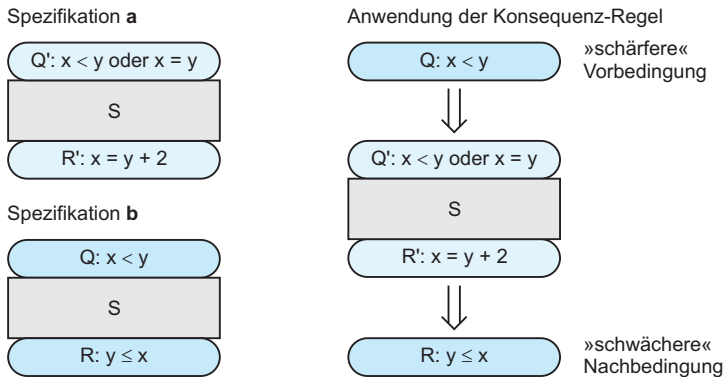 Spezifikation a
Q': x < y oder x = y
S
R': x = y + 2
Spezifikation b
Q: x < y
S
R: y ≤ x
Anwendung der Konsequenz-Regel
Q: x < y
»schärfere«
Vorbedingung
Q': x < y oder x = y
S
R': x = y + 2
R: y ≤ x
»schwächere«
Nachbedingung